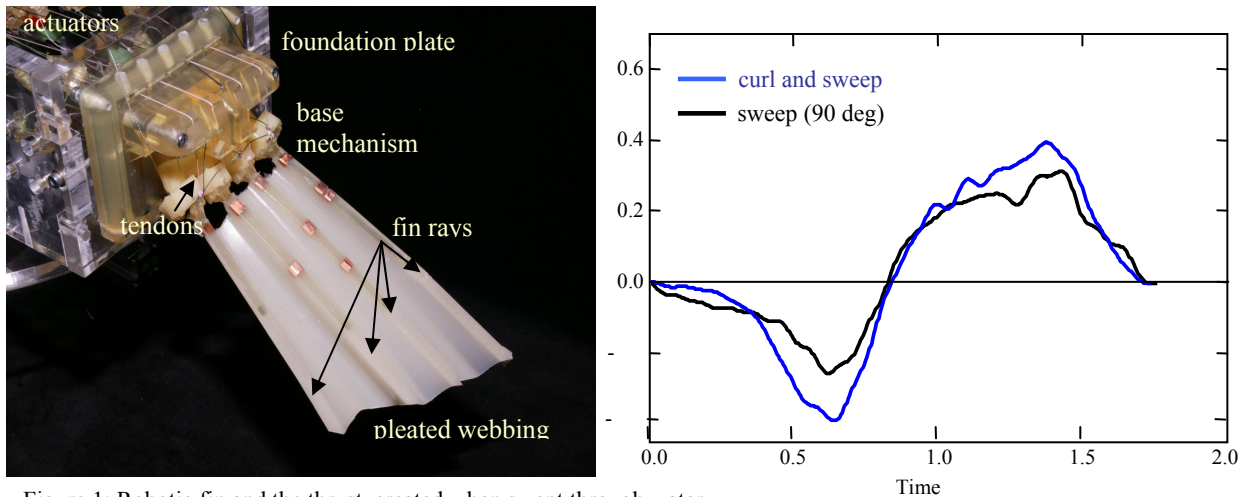 actuators
foundation plate
base
mechanism
tendons
fin rays
pleated webbing
0.6
0.4
0.2
0.0
-
-
curl and sweep
sweep (90 deg)
0.0
0.5
1.0
1.5
2.0
Time